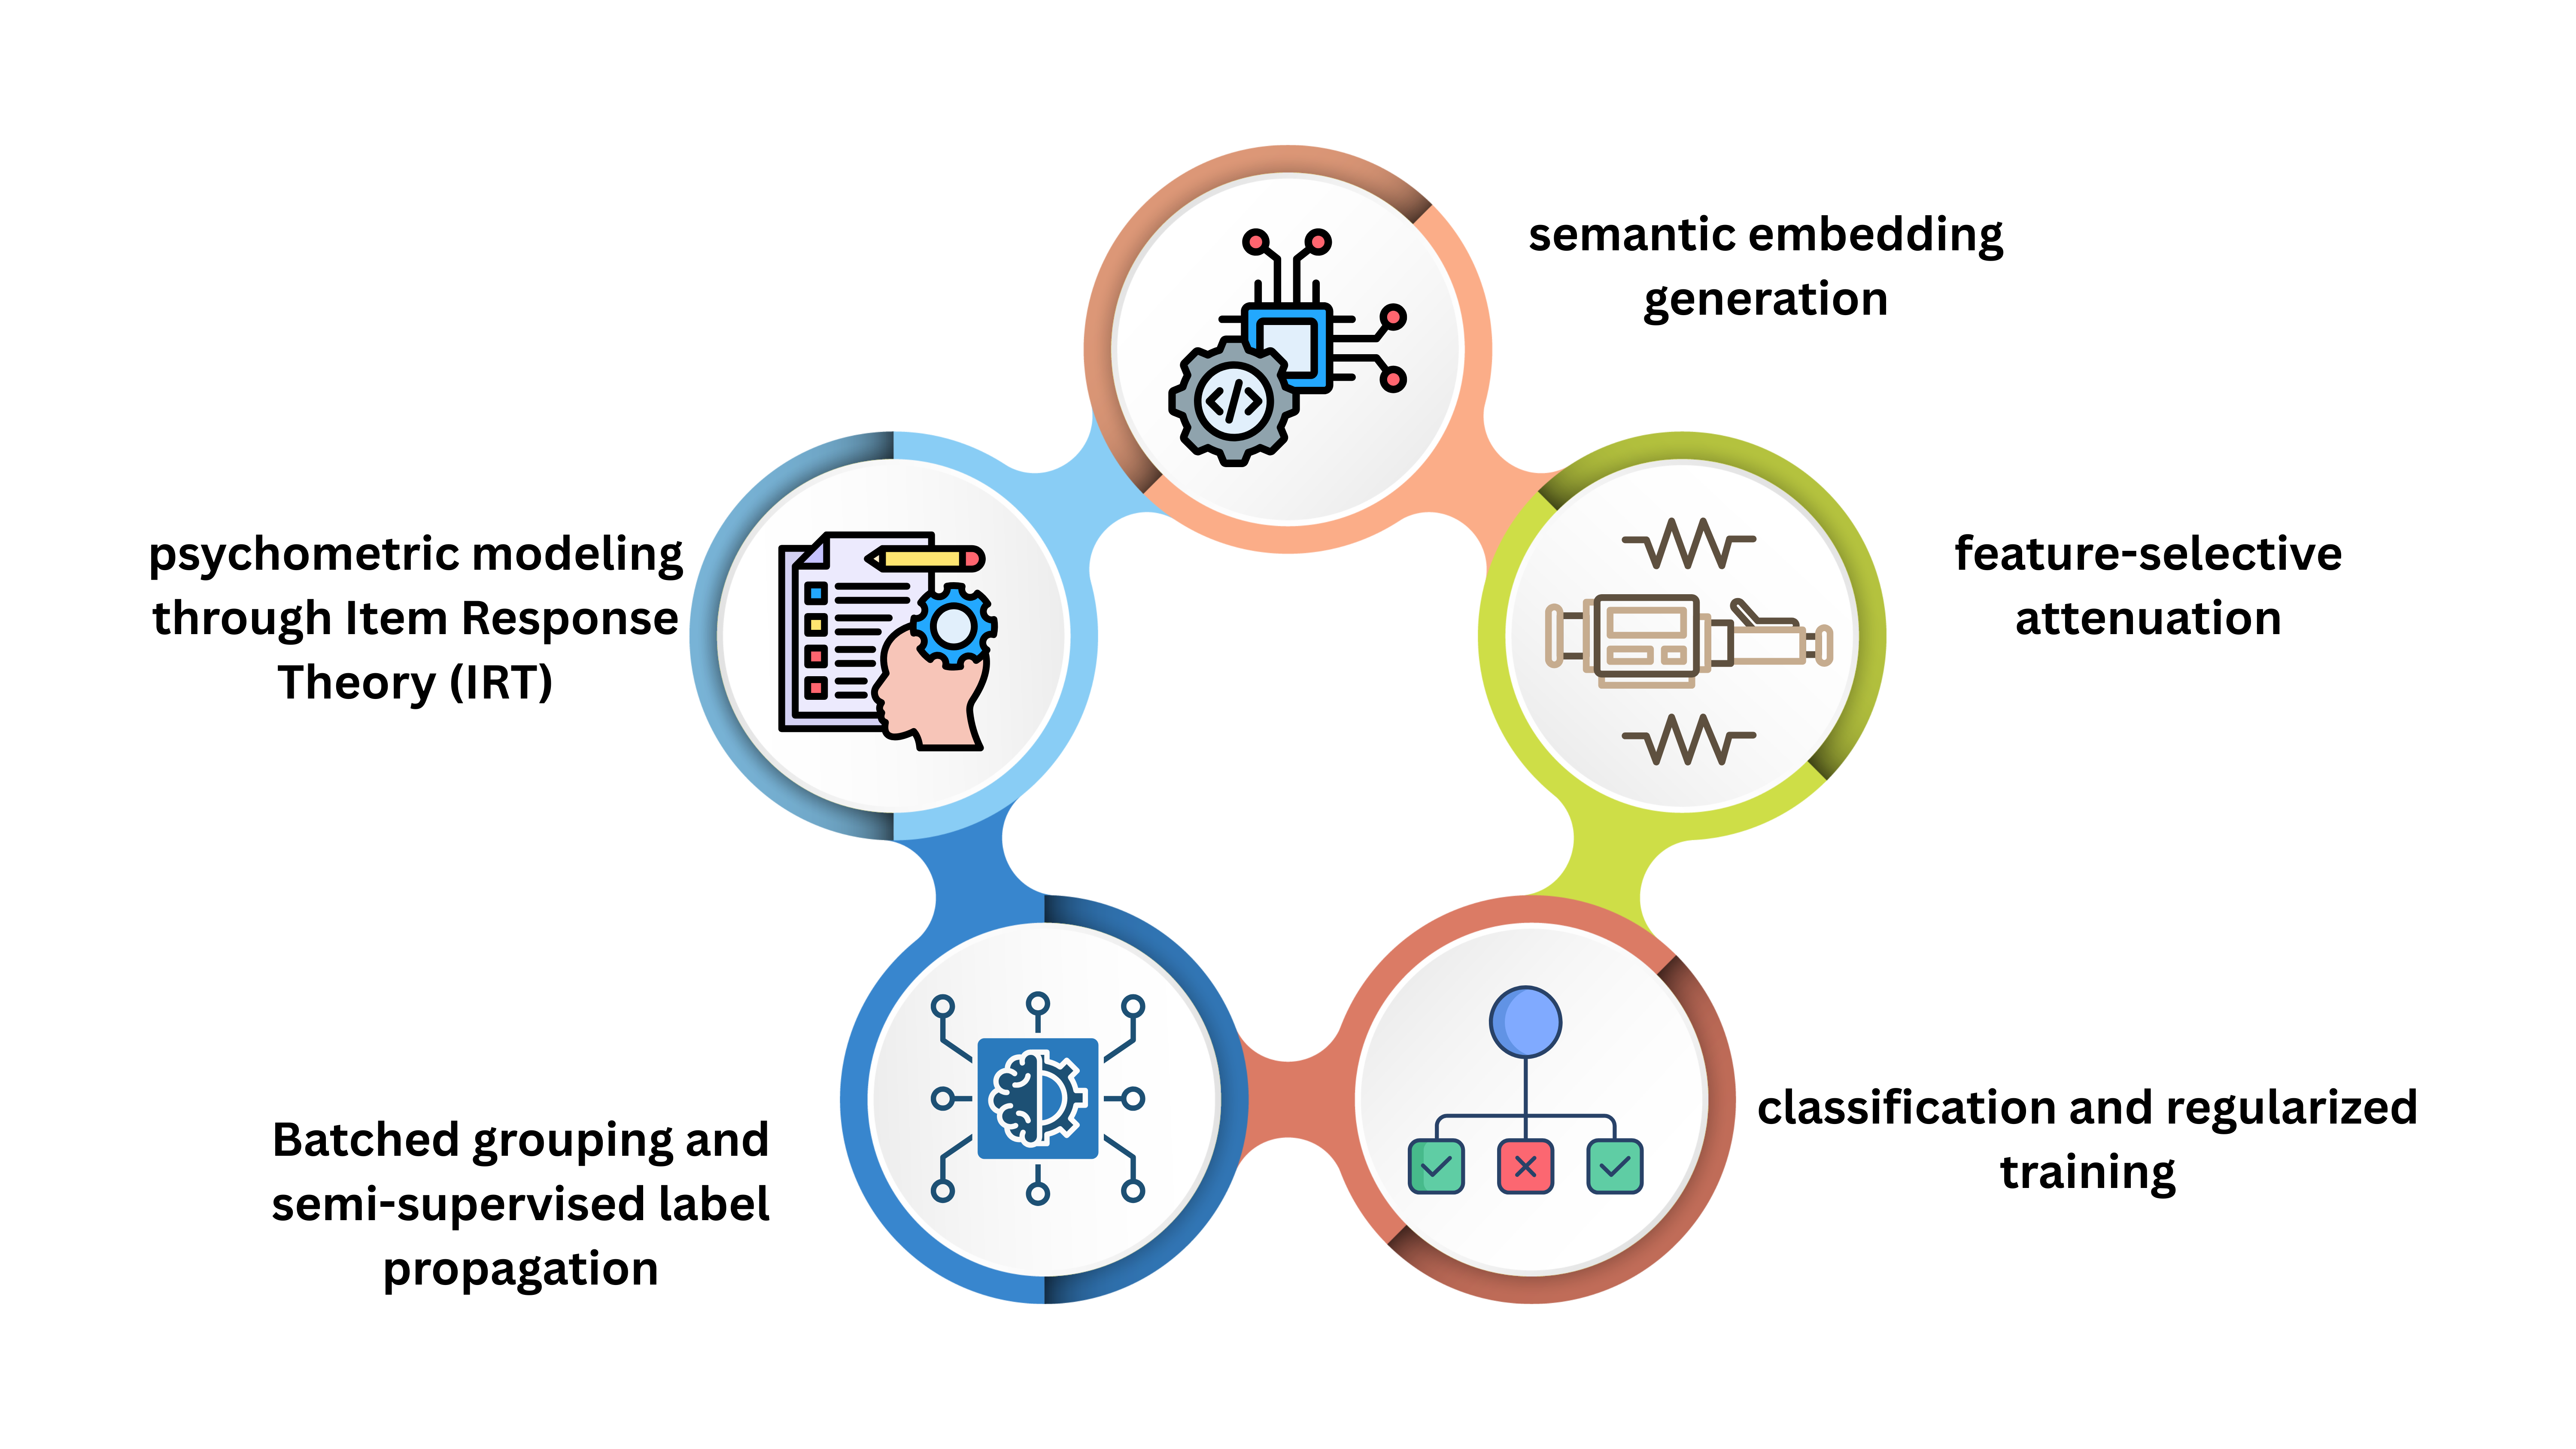 semantic embedding
generation
psychometric modeling
through Item Response
Theory (IRT)
feature-selective
attenuation
Batched grouping and
semi-supervised label
propagation
classification and regularized
training